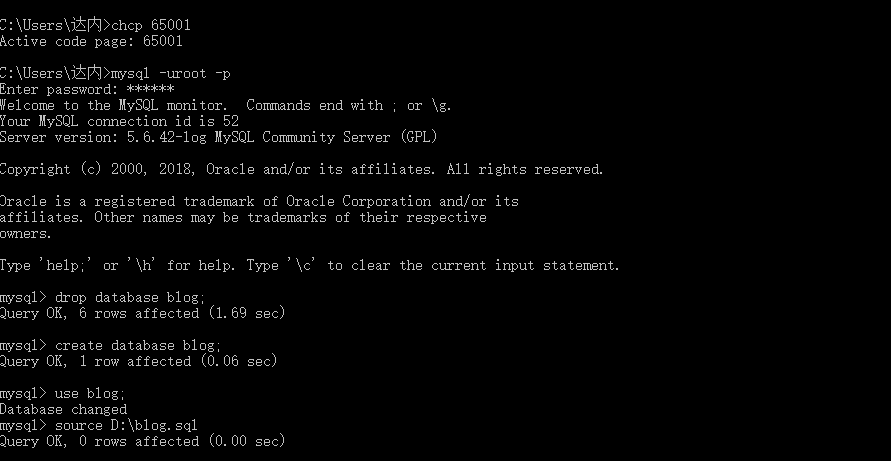 C:\Users\达内>chcp 65001
Active code page: 65001
C:\Users\达内>mysql -uroot -p
Enter password: ******
Welcome to the MySQL monitor.  Commands end with ; or \g.
Your MySQL connection id is 52
Server version: 5.6.42-log MySQL Community Server (GPL)
Copyright (c) 2000, 2018, Oracle and/or its affiliates. All rights reserved.
Oracle is a registered trademark of Oracle Corporation and/or its
affiliates. Other names may be trademarks of their respective
owners.
Type 'help;' or '\h' for help. Type '\c' to clear the current input statement.
mysql> drop database blog;
Query OK, 6 rows affected (1.69 sec)
mysql> create database blog;
Query OK, 1 row affected (0.06 sec)
mysql> use blog;
Database changed
mysql> source D:\blog.sql
Query OK, 0 rows affected (0.00 sec)